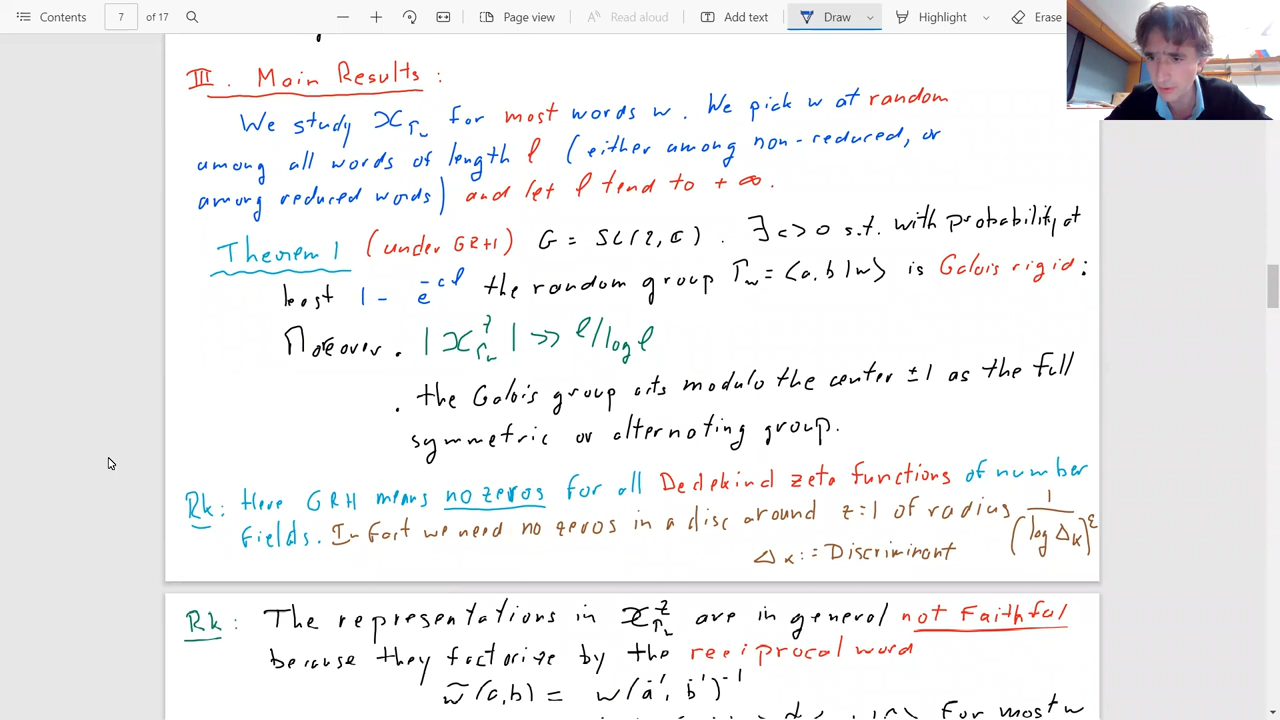 Contents 7 of 17 Page view Read aloud Add text Draw Highlight Erase
III. Main Results:
We study 𝒳_Γw for most words w. We pick w at random
among all words of length ℓ (either among non-reduced, or
among reduced words) and let ℓ tend to +∞.
Theorem 1 (under GRH) G = SL(2,ℂ). ∃ c>0 s.t. with probability at
least 1 - e^{-cℓ} the random group Γ_w = ⟨a,b|w⟩ is Galois rigid:
Moreover. |𝒳^z_Γw| >> ℓ/log ℓ
. the Galois group acts modulo the center ±1 as the full
symmetric or alternating group.
Rk: Here GRH means no zeros for all Dedekind zeta functions of number
fields. In fact we need no zeros in a disc around z=1 of radius 1/(log Δ_K)^ε
Δ_K := Discriminant
Rk: The representations in 𝒳^z_Γw are in general not Faithful
because they factorise by the reciprocal word
w̃(a,b) = w(a⁻¹, b⁻¹)⁻¹
For most w